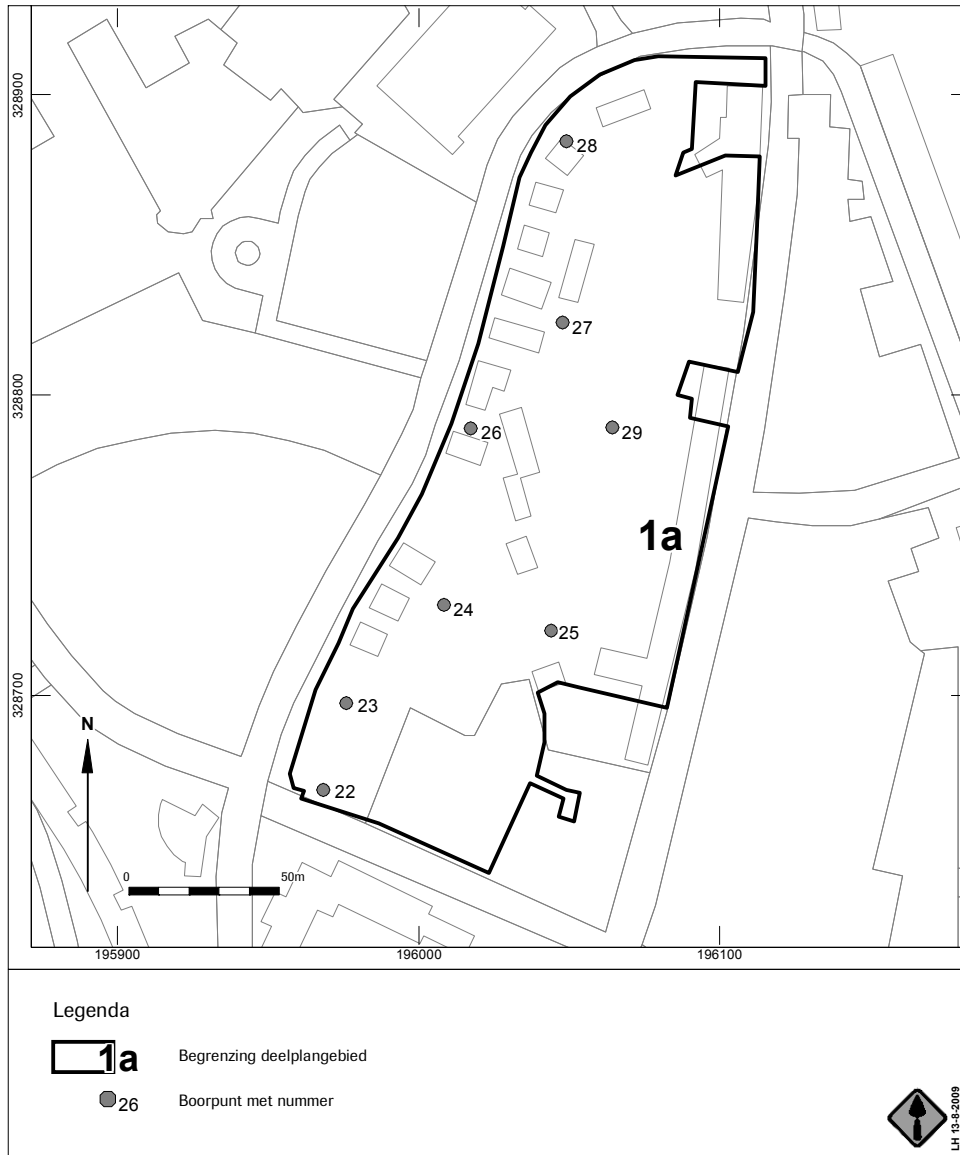 328900
28
27
328800
26
29
1a
24
25
328700
23
N
22
0
50m
195900
196000
196100
Legenda
1a
Begrenzing deelplangebied
26
Boorpunt met nummer
LH 13-8-2009